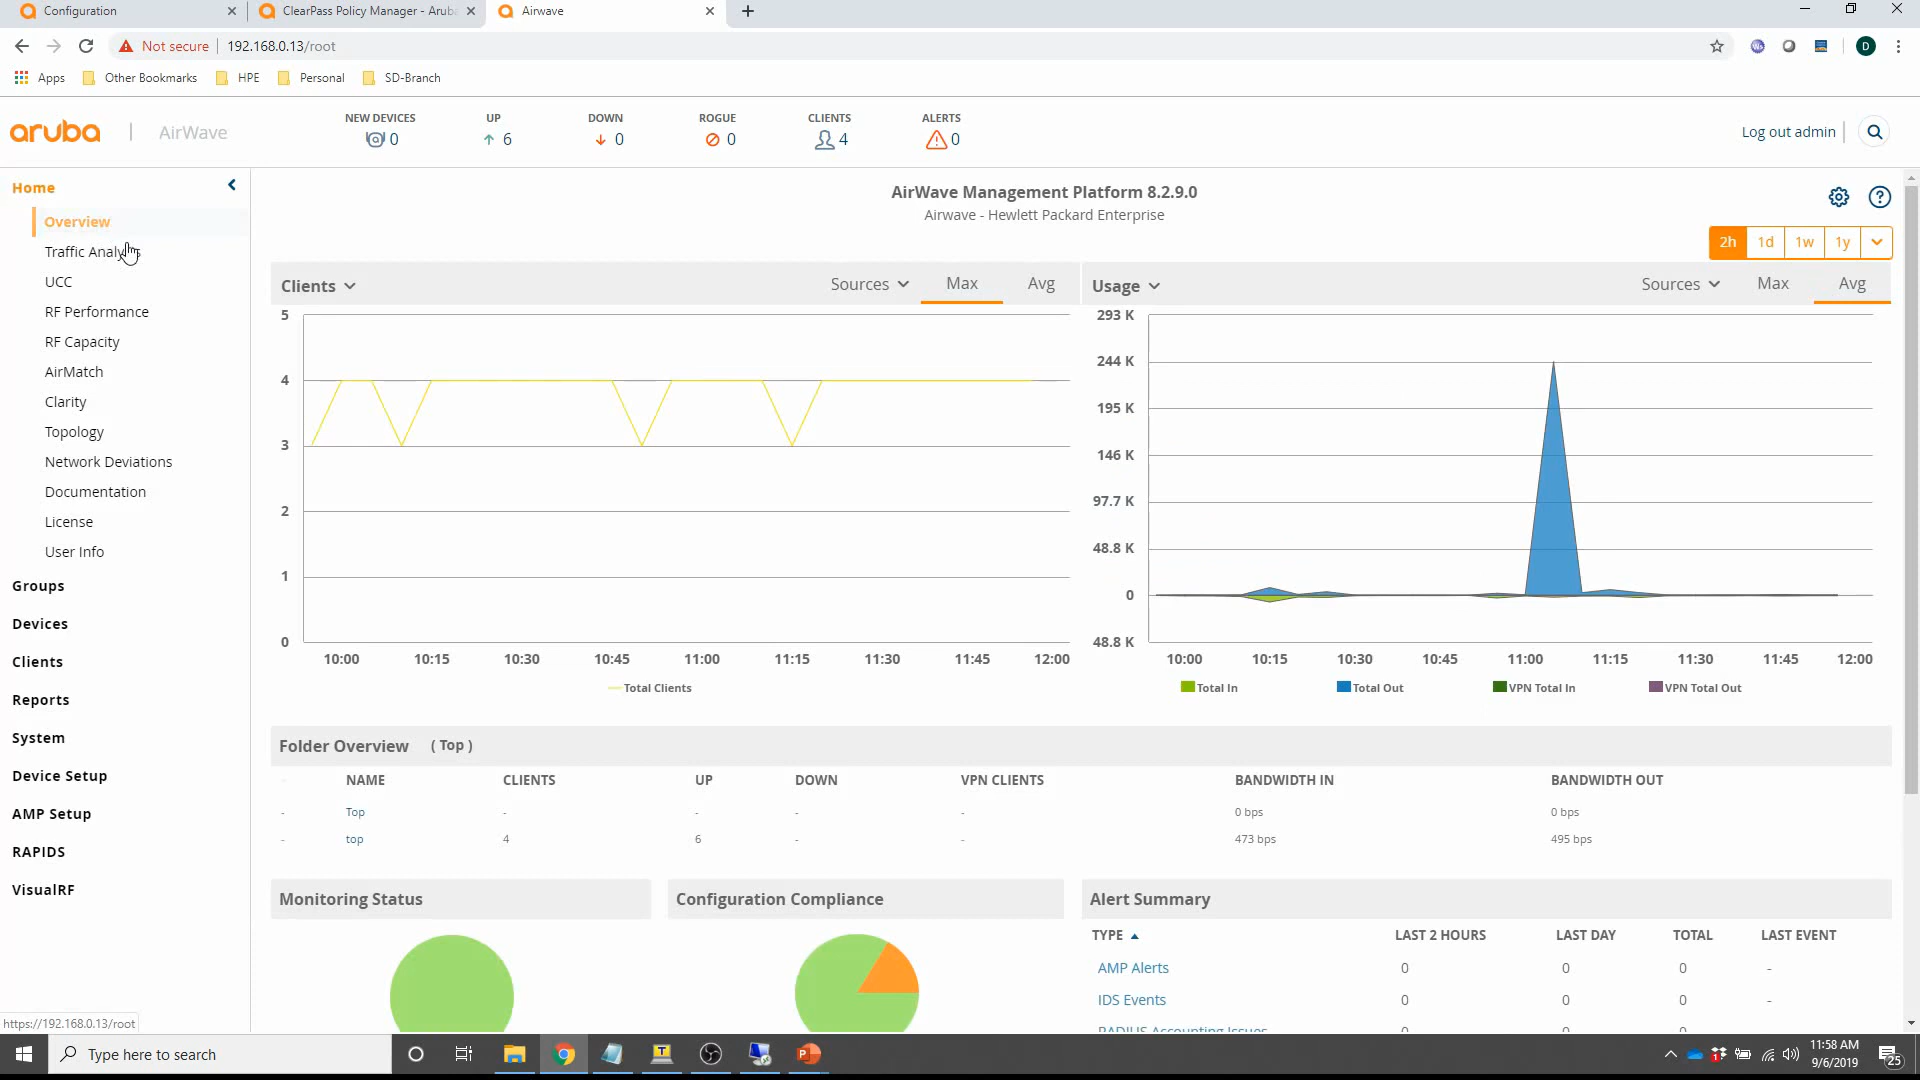 Configuration
ClearPass Policy Manager - Aruba
Airwave
Not secure
192.168.0.13/root
D
Apps
Other Bookmarks
HPE
Personal
SD-Branch
aruba
AirWave
NEW DEVICES
0
UP
6
DOWN
0
ROGUE
0
CLIENTS
4
ALERTS
0
Log out admin
Home
Overview
Traffic Analysis
UCC
RF Performance
RF Capacity
AirMatch
Clarity
Topology
Network Deviations
Documentation
License
User Info
Groups
Devices
Clients
Reports
System
Device Setup
AMP Setup
RAPIDS
VisualRF
https://192.168.0.13/root
AirWave Management Platform 8.2.9.0
Airwave - Hewlett Packard Enterprise
2h 1d 1w 1y
Clients
Sources Max Avg
5
4
3
2
1
0
10:00 10:15 10:30 10:45 11:00 11:15 11:30 11:45 12:00
Total Clients
Usage
Sources Max Avg
293 K
244 K
195 K
146 K
97.7 K
48.8 K
0
48.8 K
10:00 10:15 10:30 10:45 11:00 11:15 11:30 11:45 12:00
Total In Total Out VPN Total In VPN Total Out
Folder Overview ( Top )
- NAME CLIENTS UP DOWN VPN CLIENTS BANDWIDTH IN BANDWIDTH OUT
- Top - - - - 0 bps 0 bps
- top 4 6 - - 473 bps 495 bps
Monitoring Status
Configuration Compliance
Alert Summary
TYPE LAST 2 HOURS LAST DAY TOTAL LAST EVENT
AMP Alerts 0 0 0 -
IDS Events 0 0 0 -
RADIUS Accounting Issues 0 0 0 -
Type here to search
11:58 AM
9/6/2019
25